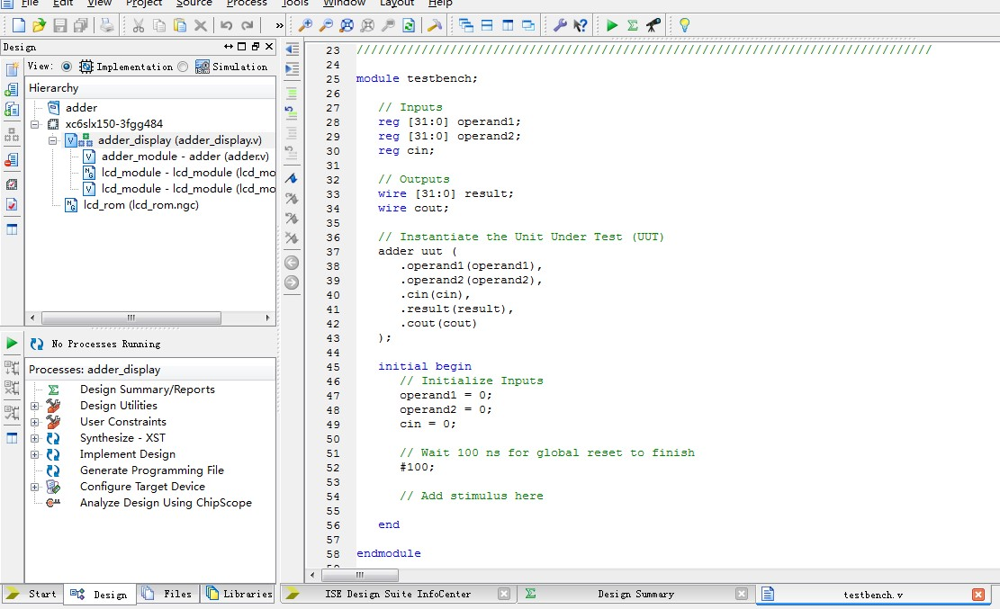 File Edit View Project Source Process Tools Window Layout Help
Design
View: Implementation Simulation
Hierarchy
adder
xc6slx150-3fgg484
adder_display (adder_display.v)
adder_module - adder (adder.v)
lcd_module - lcd_module (lcd_mo
lcd_module - lcd_module (lcd_mo
lcd_rom (lcd_rom.ngc)
No Processes Running
Processes: adder_display
Design Summary/Reports
Design Utilities
User Constraints
Synthesize - XST
Implement Design
Generate Programming File
Configure Target Device
Analyze Design Using ChipScope
Start Design Files Libraries
23 ////////////////////////////////////////////////////////////////////////////////
24
25 module testbench;
26
27 // Inputs
28 reg [31:0] operand1;
29 reg [31:0] operand2;
30 reg cin;
31
32 // Outputs
33 wire [31:0] result;
34 wire cout;
35
36 // Instantiate the Unit Under Test (UUT)
37 adder uut (
38 .operand1(operand1),
39 .operand2(operand2),
40 .cin(cin),
41 .result(result),
42 .cout(cout)
43 );
44
45 initial begin
46 // Initialize Inputs
47 operand1 = 0;
48 operand2 = 0;
49 cin = 0;
50
51 // Wait 100 ns for global reset to finish
52 #100;
53
54 // Add stimulus here
55
56 end
57
58 endmodule
ISE Design Suite InfoCenter Design Summary testbench.v